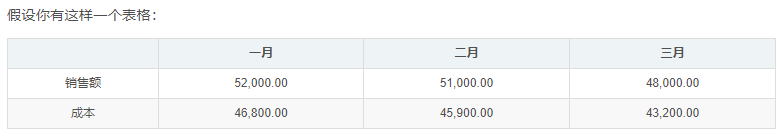 假设你有这样一个表格：
一月 二月 三月
销售额 52,000.00 51,000.00 48,000.00
成本 46,800.00 45,900.00 43,200.00